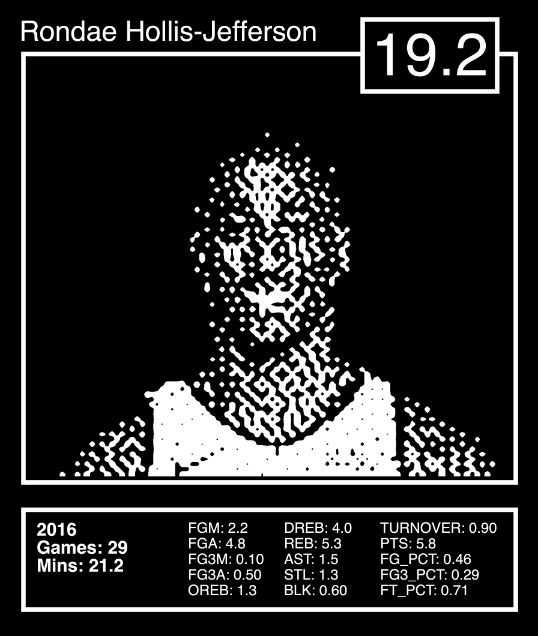 Rondae Hollis-Jefferson
19.2
2016
Games: 29
Mins: 21.2
FGM: 2.2
FGA: 4.8
FG3M: 0.10
FG3A: 0.50
OREB: 1.3
DREB: 4.0
REB: 5.3
AST: 1.5
STL: 1.3
BLK: 0.60
TURNOVER: 0.90
PTS: 5.8
FG_PCT: 0.46
FG3_PCT: 0.29
FT_PCT: 0.71